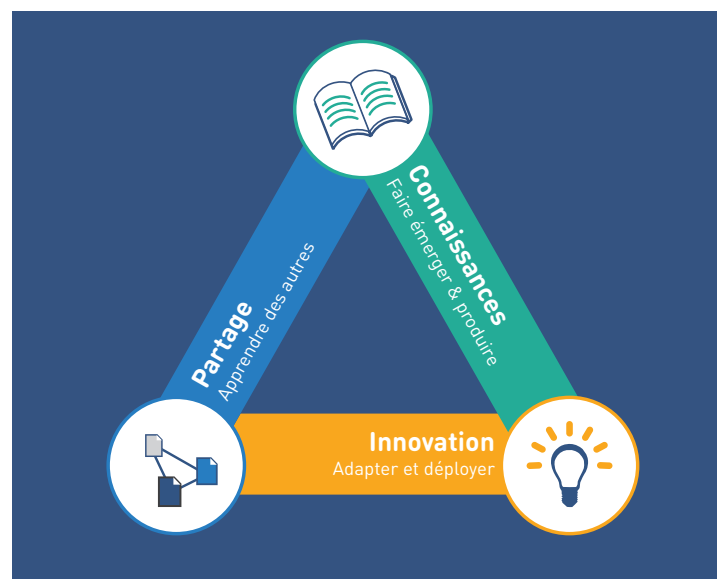 Connaissances
Faire émerger & produire
Partage
Apprendre des autres
Innovation
Adapter et déployer